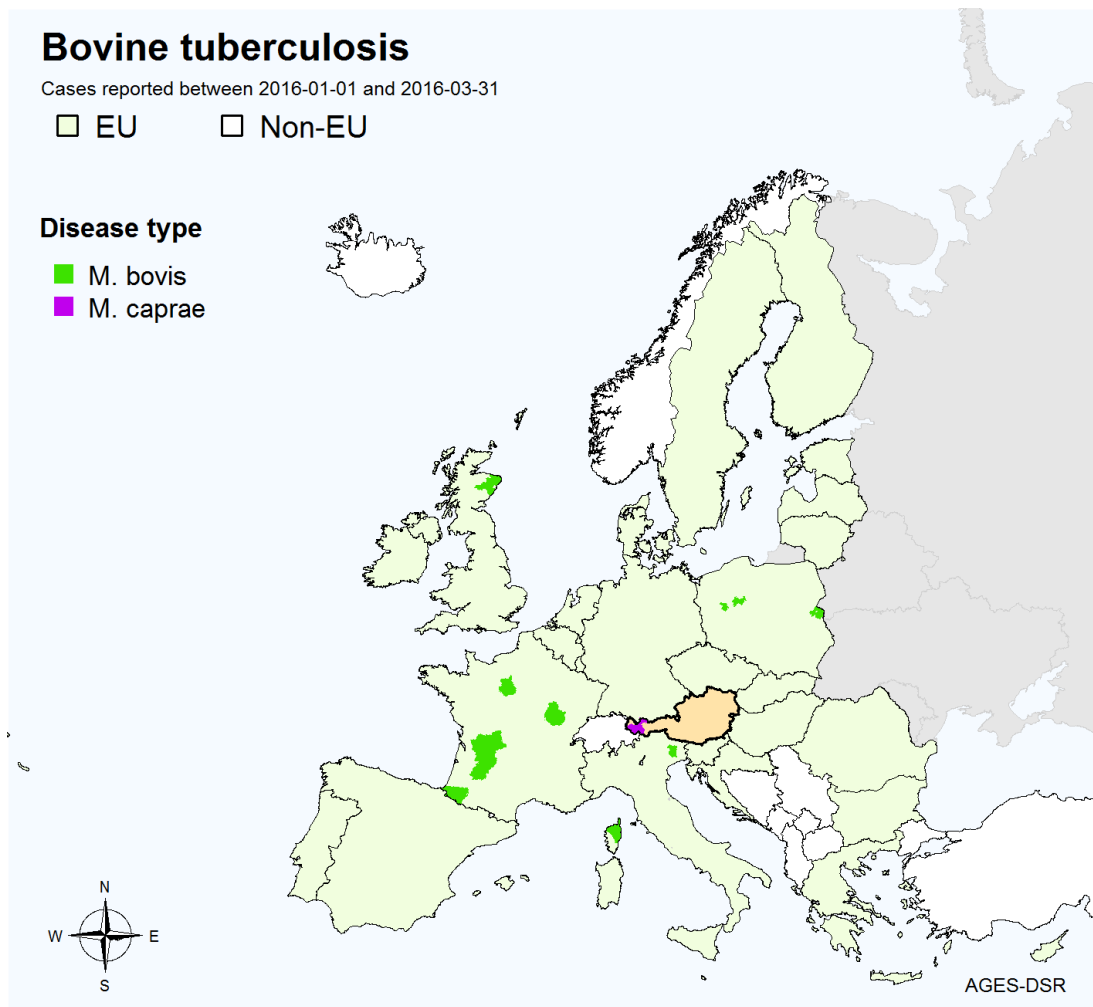 Bovine tuberculosis
Cases reported between 2016-01-01 and 2016-03-31
EU Non-EU
Disease type
M. bovis
M. caprae
N
W E
S
AGES-DSR